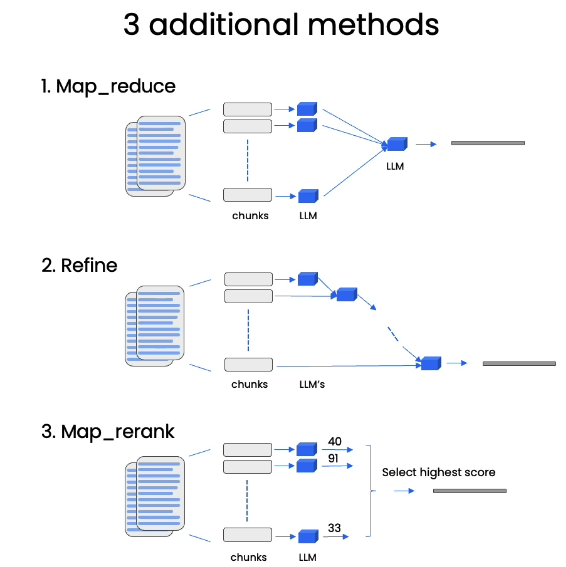 3 additional methods
1. Map_reduce
LLM
chunks LLM
2. Refine
chunks LLM's
3. Map_rerank
40
91
Select highest score
33
chunks LLM